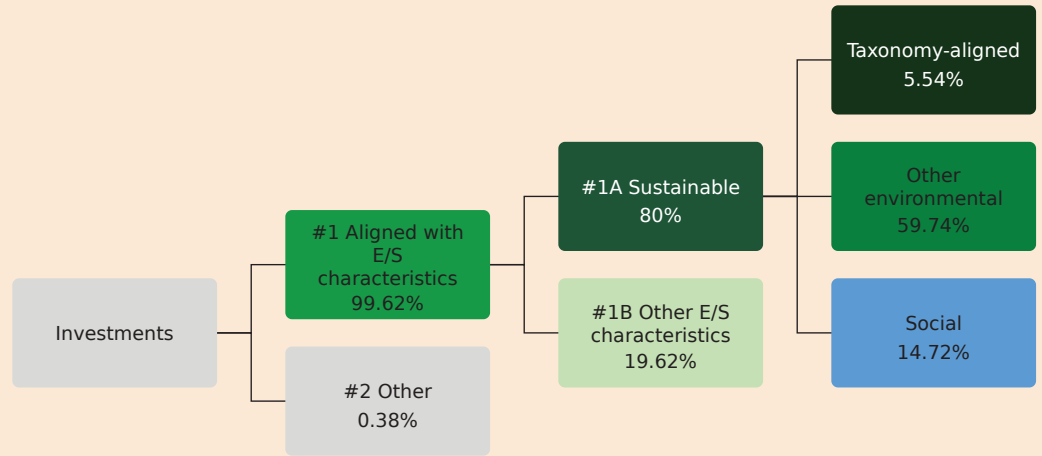 Investments
#1 Aligned with
E/S
characteristics
99.62%
#2 Other
0.38%
#1A Sustainable
80%
#1B Other E/S
characteristics
19.62%
Taxonomy-aligned
5.54%
Other
environmental
59.74%
Social
14.72%